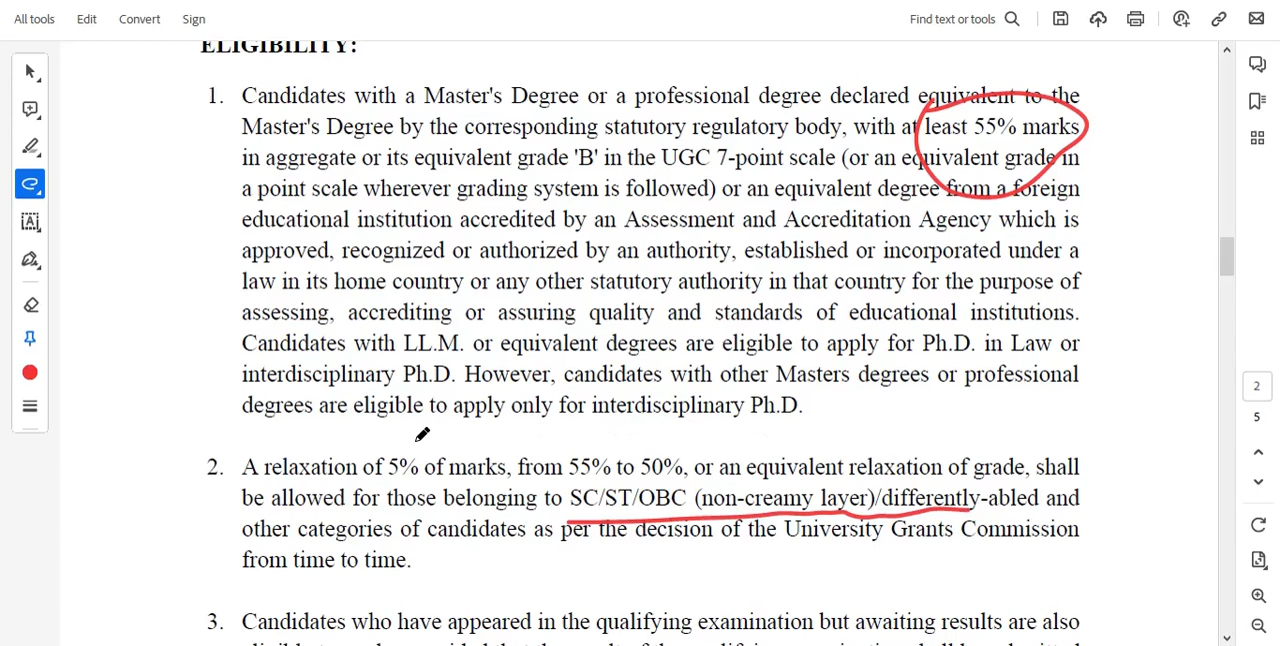 All tools Edit Convert Sign Find text or tools
ELIGIBILITY:
1. Candidates with a Master's Degree or a professional degree declared equivalent to the
Master's Degree by the corresponding statutory regulatory body, with at least 55% marks
in aggregate or its equivalent grade 'B' in the UGC 7-point scale (or an equivalent grade in
a point scale wherever grading system is followed) or an equivalent degree from a foreign
educational institution accredited by an Assessment and Accreditation Agency which is
approved, recognized or authorized by an authority, established or incorporated under a
law in its home country or any other statutory authority in that country for the purpose of
assessing, accrediting or assuring quality and standards of educational institutions.
Candidates with LL.M. or equivalent degrees are eligible to apply for Ph.D. in Law or
interdisciplinary Ph.D. However, candidates with other Masters degrees or professional
degrees are eligible to apply only for interdisciplinary Ph.D.
2. A relaxation of 5% of marks, from 55% to 50%, or an equivalent relaxation of grade, shall
be allowed for those belonging to SC/ST/OBC (non-creamy layer)/differently-abled and
other categories of candidates as per the decision of the University Grants Commission
from time to time.
3. Candidates who have appeared in the qualifying examination but awaiting results are also
2
5